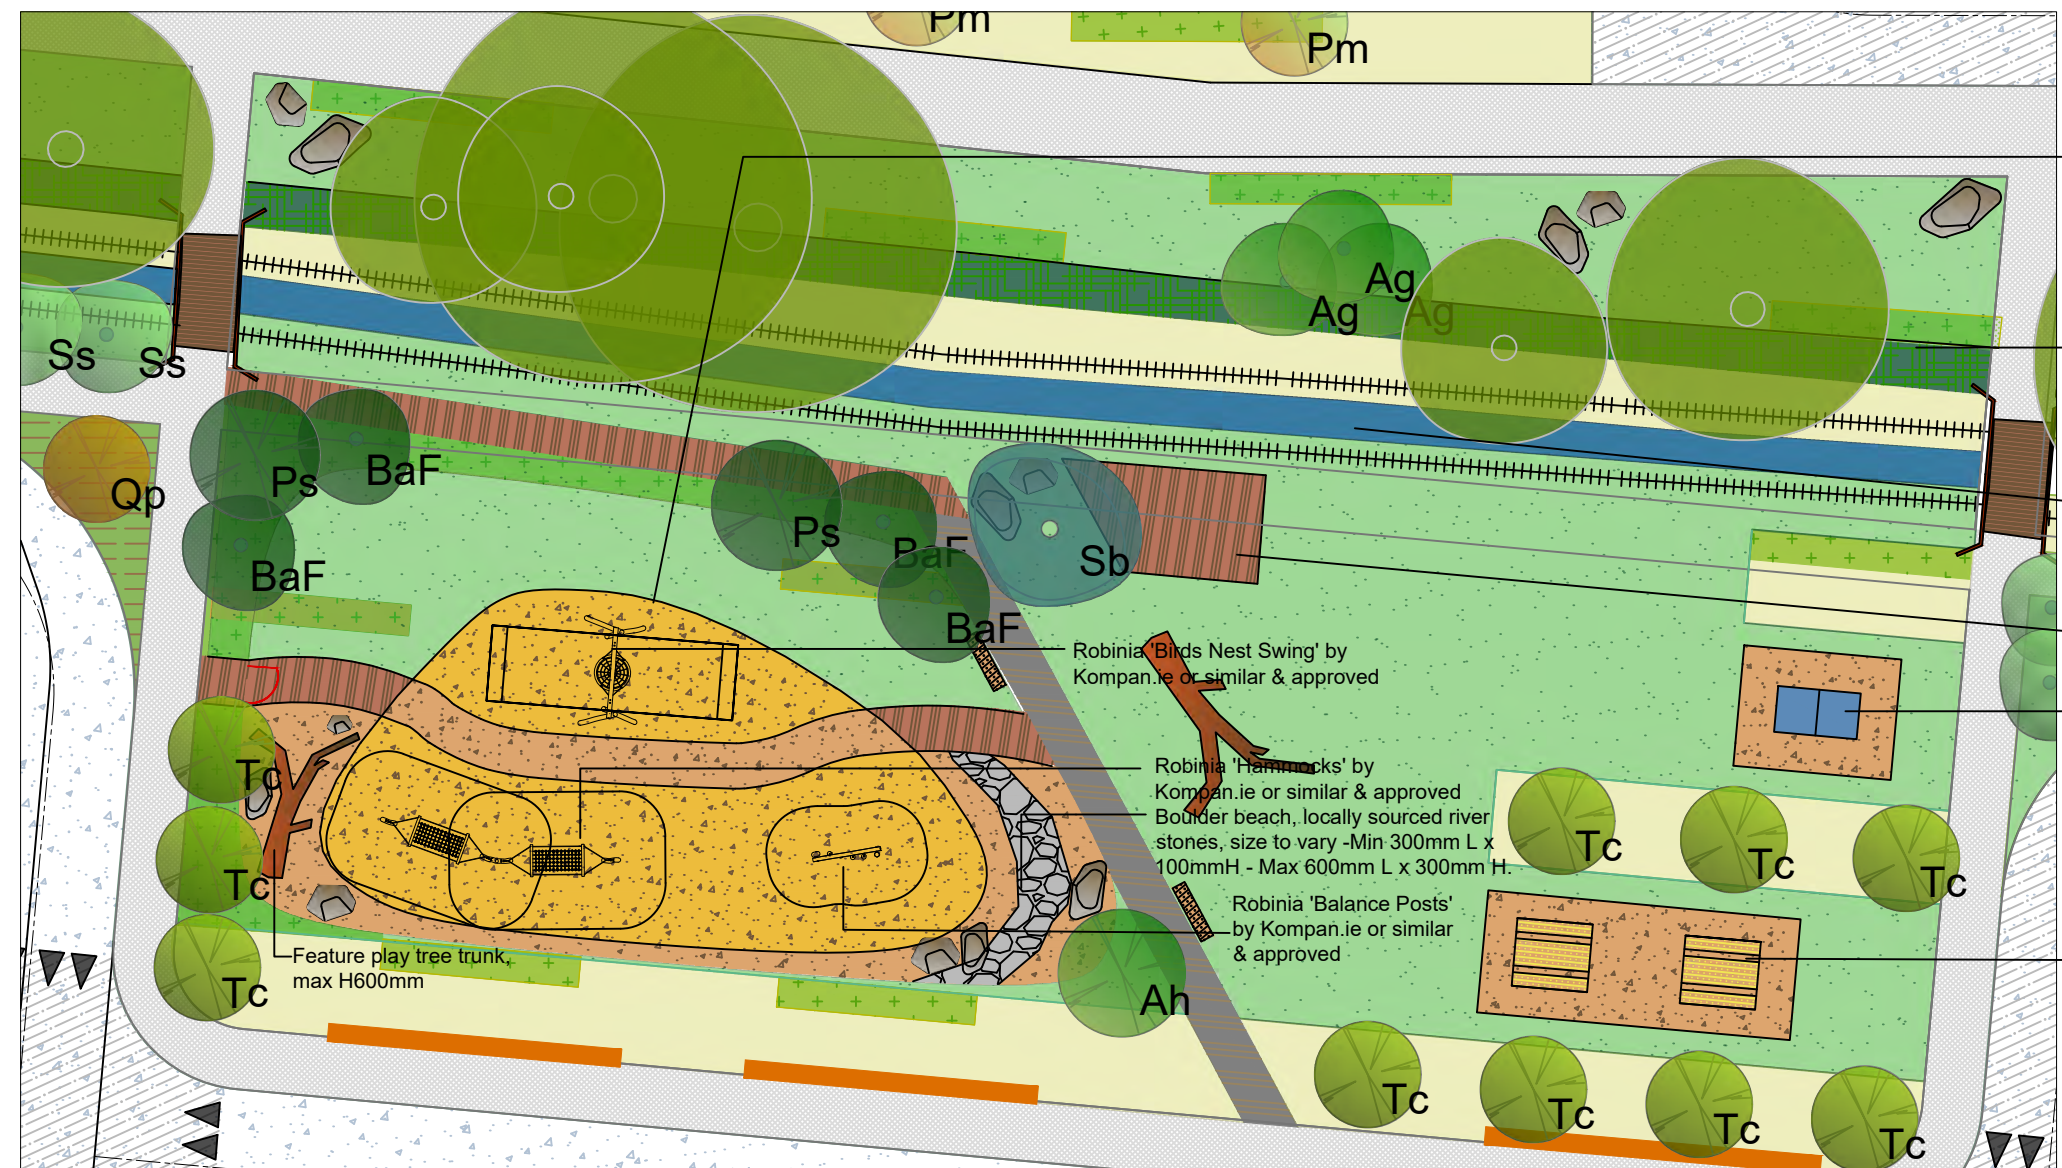 Pm
Pm
Ag
Ag
Ag
Ss
Ss
Qp
Ps
BaF
BaF
Ps
BaF
BaF
Sb
Robinia 'Birds Nest Swing' by
Kompan.ie or similar & approved
Robinia 'Hammocks' by
Kompan.ie or similar & approved
Boulder beach, locally sourced river
stones, size to vary -Min 300mm L x
100mmH - Max 600mm L x 300mm H.
Robinia 'Balance Posts'
by Kompan.ie or similar
& approved
Tc
Tc
Tc
Feature play tree trunk,
max H600mm
Ah
Tc
Tc
Tc
Tc
Tc
Tc
Tc